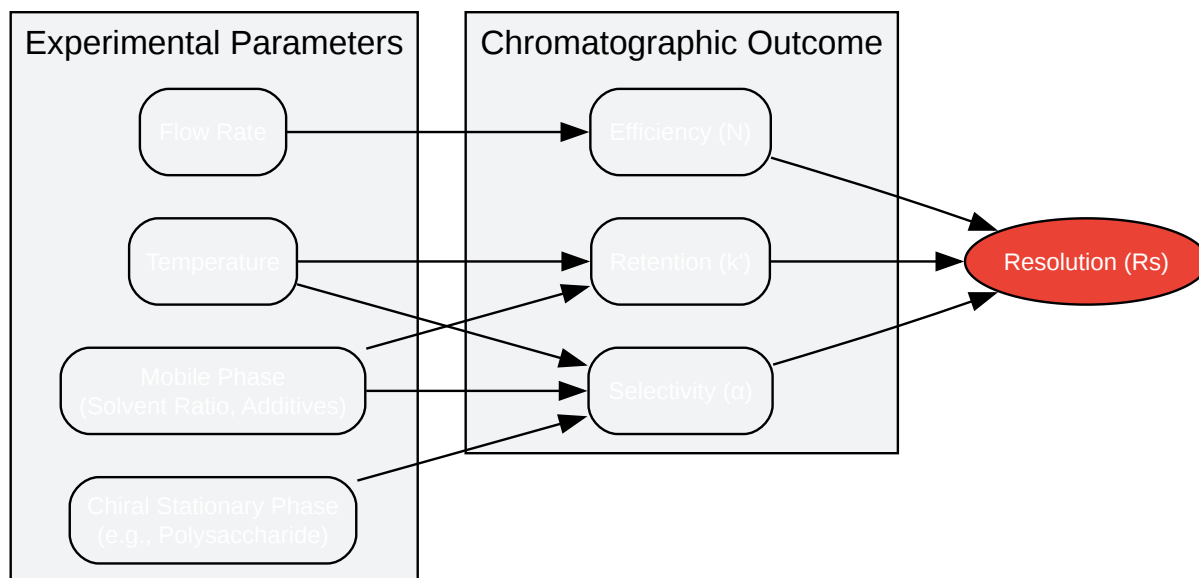 Experimental Parameters
Flow Rate
Temperature
Mobile Phase
(Solvent Ratio, Additives)
Chiral Stationary Phase
(e.g., Polysaccharide)
Chromatographic Outcome
Efficiency (N)
Retention (k')
Selectivity (α)
Resolution (Rs)